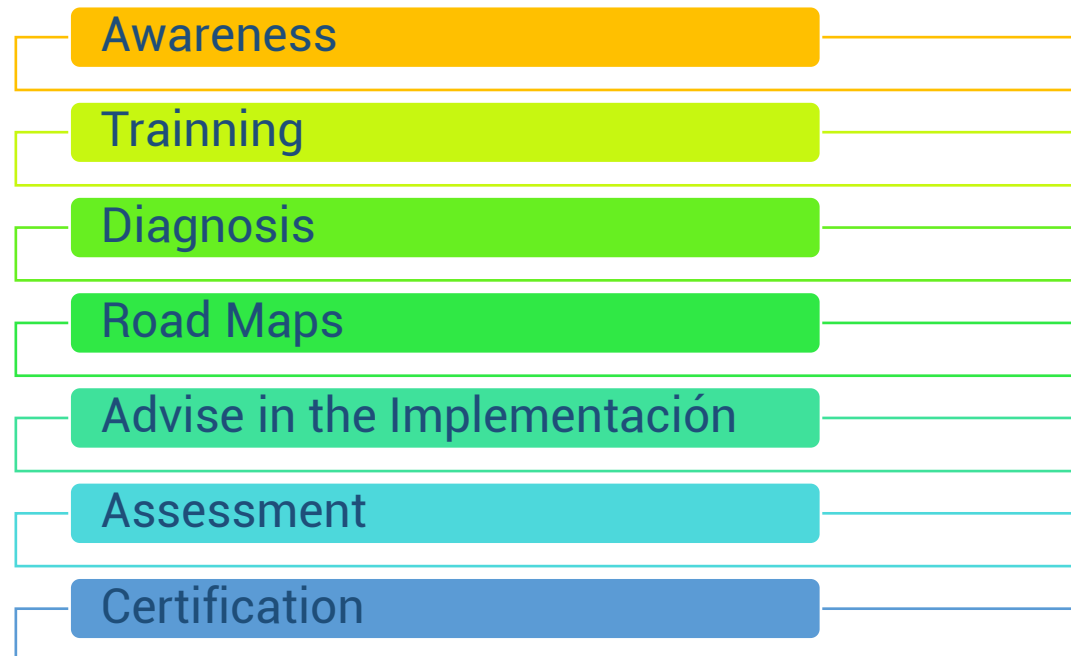 Awareness
Trainning
Diagnosis
Road Maps
Advise in the Implementación
Assessment
Certification